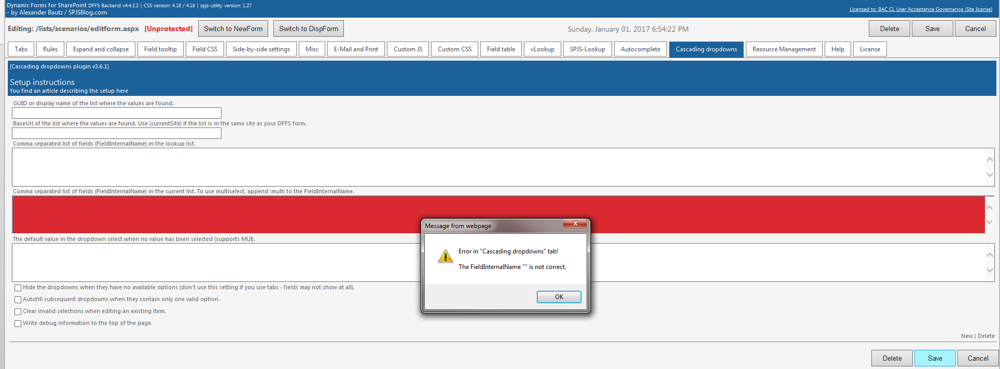 Dynamic Forms for SharePoint DFFS Backend v4.4.2.2 | CSS version: 4.18 / 4.18 | spjs-utility version: 1.27
- by Alexander Bautz / SPJSBlog.com
Licensed to: BAC CL User Acceptance Governance (Site license)
Editing: /lists/scenarios/editform.aspx [Unprotected] Switch to NewForm Switch to DispForm Sunday, January 01, 2017 6:54:22 PM Delete Save Cancel
Tabs Rules Expand and collapse Field tooltip Field CSS Side-by-side settings Misc E-Mail and Print Custom JS Custom CSS Field table vLookup SPJS-Lookup Autocomplete Cascading dropdowns Resource Management Help License
[Cascading dropdowns plugin v3.6.1]
Setup instructions
You find an article describing the setup here
GUID or display name of the list where the values are found.
BaseUrl of the list where the values are found. Use {currentSite} if the list is in the same site as your DFFS form.
Comma separated list of fields (FieldInternalName) in the lookup list.
Comma separated list of fields (FieldInternalName) in the current list. To use multiselect, append :multi to the FieldInternalName.
The default value in the dropdown select when no value has been selected (supports MUI).
Hide the dropdowns when they have no available options (don't use this setting if you use tabs - fields may not show at all).
Autofill subsequent dropdowns when they contain only one valid option.
Clear invalid selections when editing an existing item.
Write debug information to the top of the page.
Message from webpage
Error in "Cascading dropdowns" tab!
The FieldInternalName "" is not correct.
OK
New | Delete
Delete Save Cancel